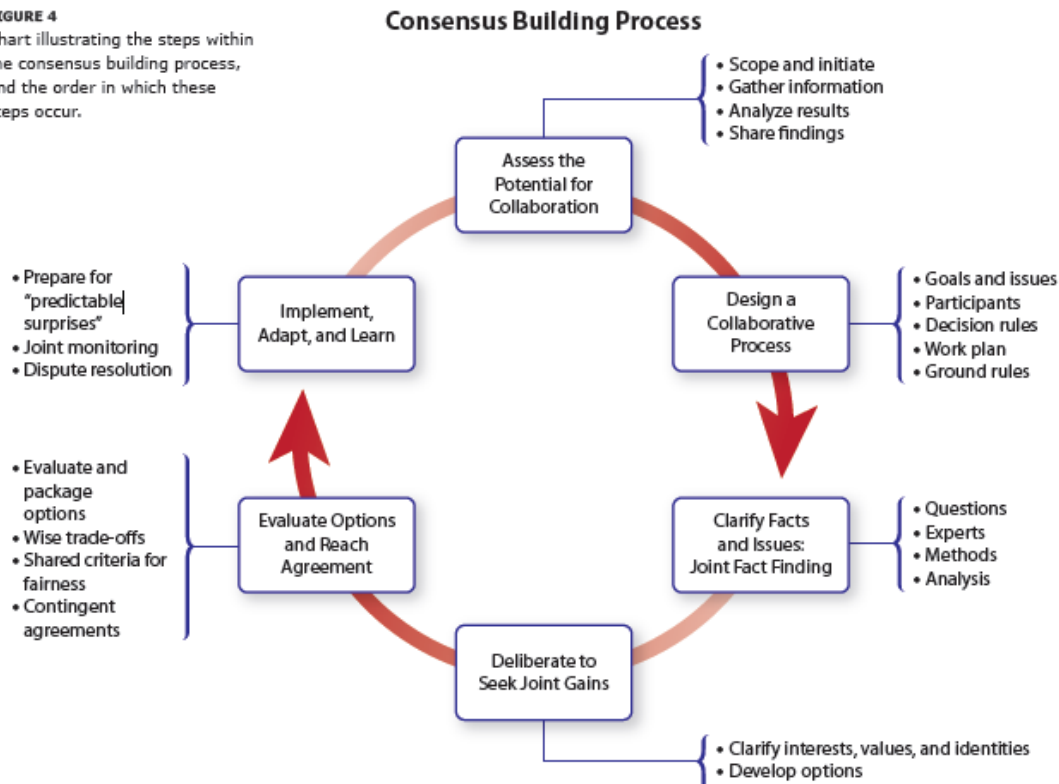 IGURE 4
hart illustrating the steps within
he consensus building process,
nd the order in which these
teps occur.
Consensus Building Process
• Scope and initiate
• Gather information
• Analyze results
• Share findings
Assess the
Potential for
Collaboration
Design a
Collaborative
Process
• Goals and issues
• Participants
• Decision rules
• Work plan
• Ground rules
Clarify Facts
and Issues:
Joint Fact Finding
• Questions
• Experts
• Methods
• Analysis
Deliberate to
Seek Joint Gains
• Clarify interests, values, and identities
• Develop options
Evaluate Options
and Reach
Agreement
• Evaluate and
package
options
• Wise trade-offs
• Shared criteria for
fairness
• Contingent
agreements
Implement,
Adapt, and Learn
• Prepare for
“predictable
surprises”
• Joint monitoring
• Dispute resolution